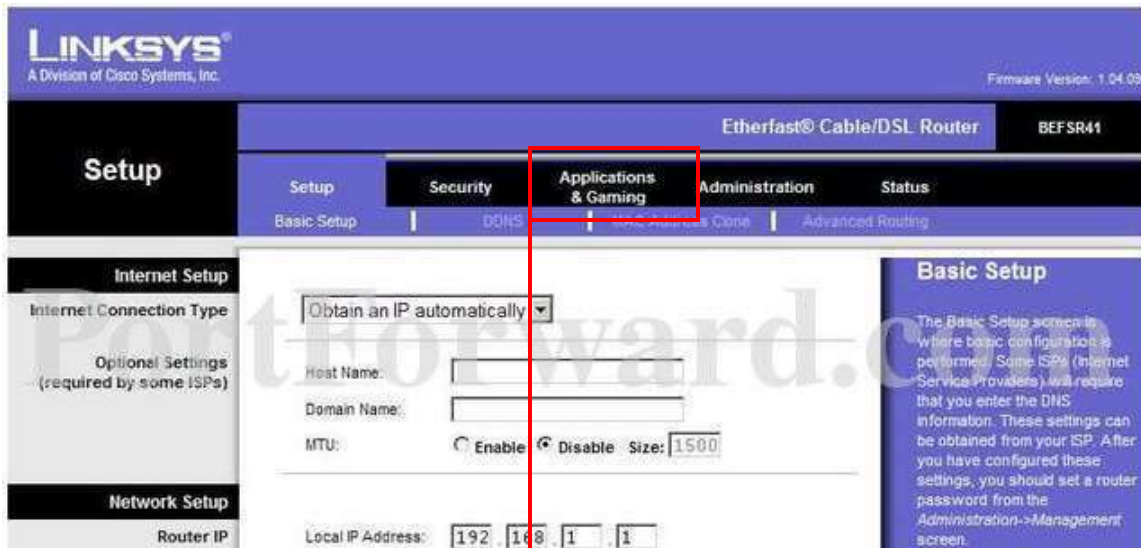 LINKSYS®
A Division of Cisco Systems, Inc.
Firmware Version: 1.04.09
Etherfast® Cable/DSL Router BEFSR41
Setup
Setup Security Applications & Gaming Administration Status
Basic Setup DDNS MAC Address Clone Advanced Routing
Internet Setup
Internet Connection Type
Obtain an IP automatically
Optional Settings
(required by some ISPs)
Host Name:
Domain Name:
MTU: Enable Disable Size: 1500
Network Setup
Router IP
Local IP Address: 192 . 168 . 1 . 1
Basic Setup
The Basic Setup screen is
where basic configuration is
performed. Some ISPs (Internet
Service Providers) will require
that you enter the DNS
information. These settings can
be obtained from your ISP. After
you have configured these
settings, you should set a router
password from the
Administration->Management
screen.
PortForward.com